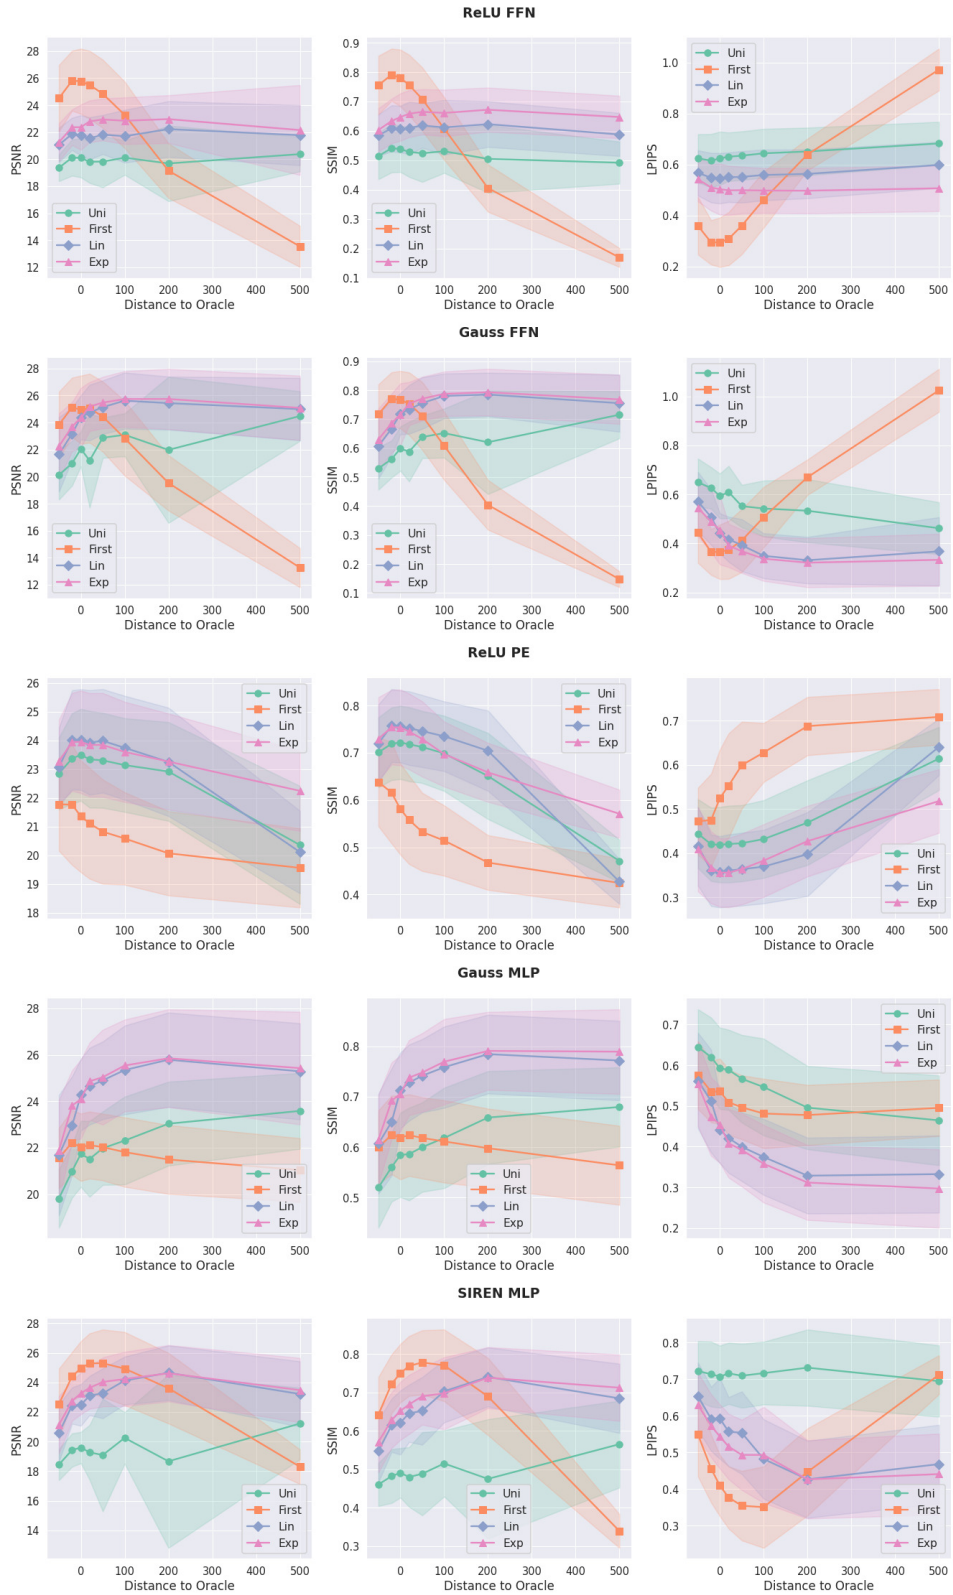 ReLU FFN
28
26
24
22
20
18
16
14
12
PSNR
Uni
First
Lin
Exp
0 100 200 300 400 500
Distance to Oracle
0.9
0.8
0.7
0.6
0.5
0.4
0.3
0.2
0.1
SSIM
Uni
First
Lin
Exp
0 100 200 300 400 500
Distance to Oracle
1.0
0.8
0.6
0.4
0.2
LPIPS
Uni
First
Lin
Exp
0 100 200 300 400 500
Distance to Oracle
Gauss FFN
28
26
24
22
20
18
16
14
12
PSNR
Uni
First
Lin
Exp
0 100 200 300 400 500
Distance to Oracle
0.9
0.8
0.7
0.6
0.5
0.4
0.3
0.2
0.1
SSIM
Uni
First
Lin
Exp
0 100 200 300 400 500
Distance to Oracle
1.0
0.8
0.6
0.4
0.2
LPIPS
Uni
First
Lin
Exp
0 100 200 300 400 500
Distance to Oracle
ReLU PE
26
25
24
23
22
21
20
19
18
PSNR
Uni
First
Lin
Exp
0 100 200 300 400 500
Distance to Oracle
0.8
0.7
0.6
0.5
0.4
SSIM
Uni
First
Lin
Exp
0 100 200 300 400 500
Distance to Oracle
0.7
0.6
0.5
0.4
0.3
LPIPS
Uni
First
Lin
Exp
0 100 200 300 400 500
Distance to Oracle
Gauss MLP
28
26
24
22
20
PSNR
Uni
First
Lin
Exp
0 100 200 300 400 500
Distance to Oracle
0.8
0.7
0.6
0.5
SSIM
Uni
First
Lin
Exp
0 100 200 300 400 500
Distance to Oracle
0.7
0.6
0.5
0.4
0.3
0.2
LPIPS
Uni
First
Lin
Exp
0 100 200 300 400 500
Distance to Oracle
SIREN MLP
28
26
24
22
20
18
16
14
PSNR
Uni
First
Lin
Exp
0 100 200 300 400 500
Distance to Oracle
0.8
0.7
0.6
0.5
0.4
0.3
SSIM
Uni
First
Lin
Exp
0 100 200 300 400 500
Distance to Oracle
0.8
0.7
0.6
0.5
0.4
0.3
LPIPS
Uni
First
Lin
Exp
0 100 200 300 400 500
Distance to Oracle